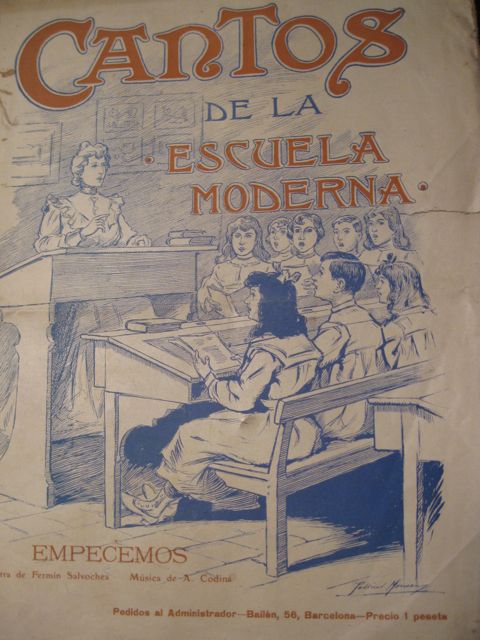 CANTOS
DE LA
· ESCUELA
MODERNA ·
EMPECEMOS
tra de Fermín Salvochea Música de A. Codina
Pedidos al Administrador—Bailén, 56, Barcelona—Precio 1 peseta